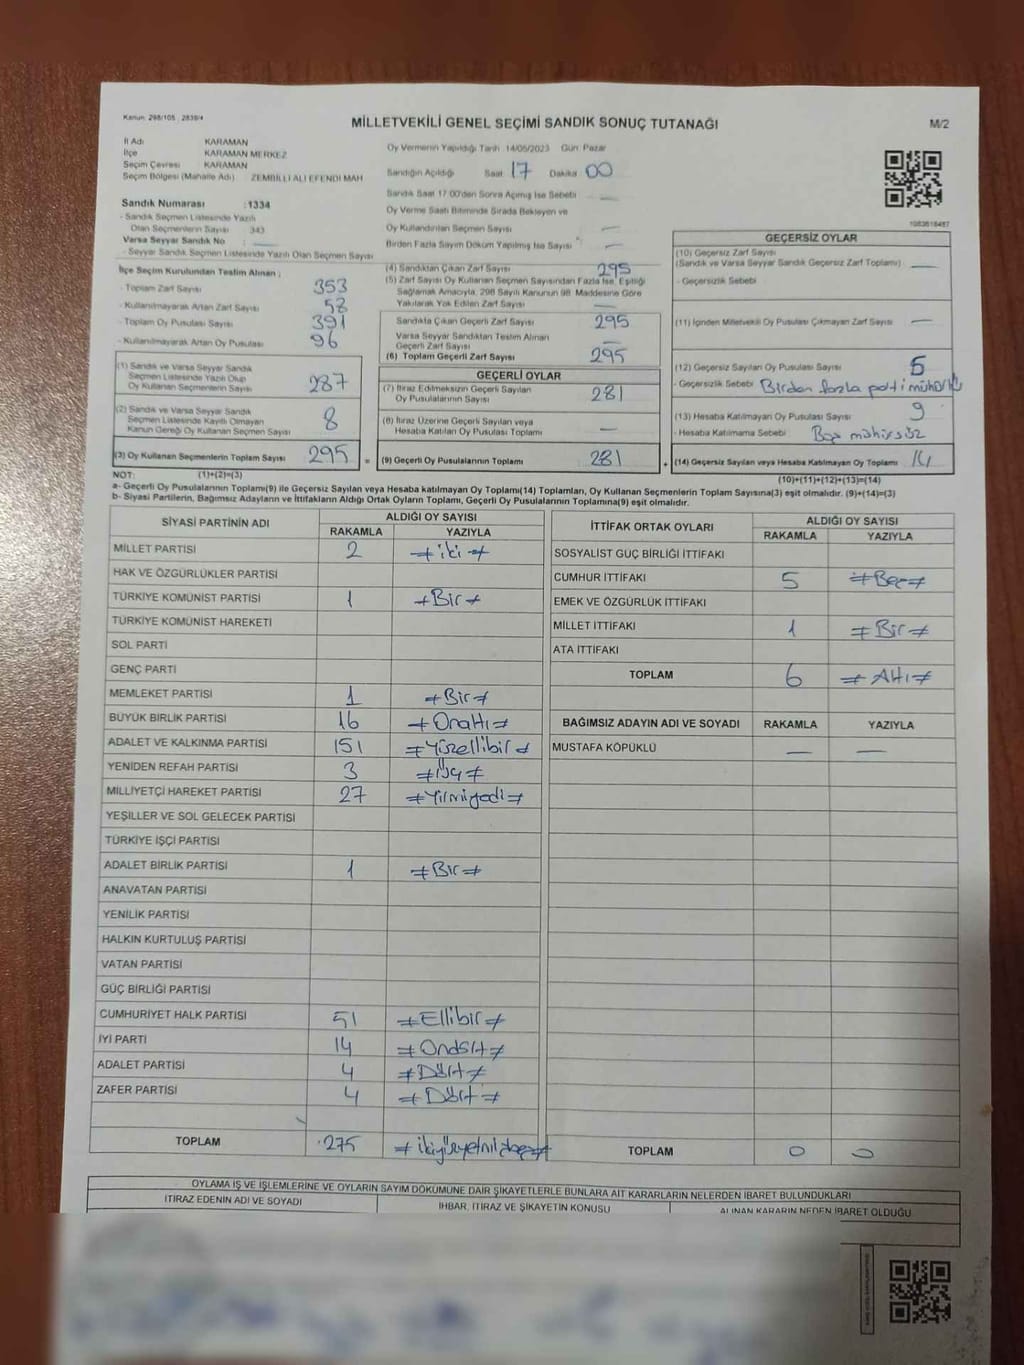 Kanun: 298/105 , 2839/4
MİLLETVEKİLİ GENEL SEÇİMİ SANDIK SONUÇ TUTANAĞI
M/2
İl Adı KARAMAN
İlçe KARAMAN MERKEZ
Seçim Çevresi KARAMAN
Seçim Bölgesi (Mahalle Adı) ZEMBİLLİ ALİ EFENDİ MAH
Oy Vermenin Yapıldığı Tarih 14/05/2023 Gün: Pazar
Sandığın Açıldığı Saat 17 Dakika 00
Sandık Saat 17:00'den Sonra Açılmış İse Sebebi
Oy Verme Saati Bitiminde Sırada Bekleyen ve
Oy Kullandırılan Seçmen Sayısı —
Birden Fazla Sayım Döküm Yapılmış İse Sayısı —
Sandık Numarası :1334
- Sandık Seçmen Listesinde Yazılı
Olan Seçmenlerin Sayısı 343
Varsa Seyyar Sandık No
- Seyyar Sandık Seçmen Listesinde Yazılı Olan Seçmen Sayısı
İlçe Seçim Kurulundan Teslim Alınan ;
- Toplam Zarf Sayısı 353
- Kullanılmayarak Artan Zarf Sayısı 58
- Toplam Oy Pusulası Sayısı 391
- Kullanılmayarak Artan Oy Pusulası 96
(1) Sandık ve Varsa Seyyar Sandık
Seçmen Listesinde Yazılı Olup
Oy Kullanan Seçmenlerin Sayısı 287
(2) Sandık ve Varsa Seyyar Sandık
Seçmen Listesinde Kayıtlı Olmayan
Kanun Gereği Oy Kullanan Seçmen Sayısı 8
(3) Oy Kullanan Seçmenlerin Toplam Sayısı 295 =
(4) Sandıktan Çıkan Zarf Sayısı 295
(5) Zarf Sayısı Oy Kullanan Seçmen Sayısından Fazla İse, Eşitliği
Sağlamak Amacıyla, 298 Sayılı Kanunun 98. Maddesine Göre
Yakılarak Yok Edilen Zarf Sayısı —
Sandıkta Çıkan Geçerli Zarf Sayısı 295
Varsa Seyyar Sandıktan Teslim Alınan
Geçerli Zarf Sayısı —
(6) Toplam Geçerli Zarf Sayısı 295
GEÇERLİ OYLAR
(7) İtiraz Edilmeksizin Geçerli Sayılan
Oy Pusulalarının Sayısı 281
(8) İtiraz Üzerine Geçerli Sayılan veya
Hesaba Katılan Oy Pusulası Toplamı —
(9) Geçerli Oy Pusulalarının Toplamı 281 +
1083616487
GEÇERSİZ OYLAR
(10) Geçersiz Zarf Sayısı
(Sandık ve Varsa Seyyar Sandık Geçersiz Zarf Toplamı) —
- Geçersizlik Sebebi
(11) İçinden Milletvekili Oy Pusulası Çıkmayan Zarf Sayısı —
(12) Geçersiz Sayılan Oy Pusulası Sayısı 5
- Geçersizlik Sebebi Birden fazla parti mühürlü
(13) Hesaba Katılmayan Oy Pusulası Sayısı 9
- Hesaba Katılmama Sebebi Boş mühürsüz
(14) Geçersiz Sayılan veya Hesaba Katılmayan Oy Toplamı 14
NOT: (1)+(2)=(3) (10)+(11)+(12)+(13)=(14)
a- Geçerli Oy Pusulaları Toplamı(9) ile Geçersiz Sayılan veya Hesaba katılmayan Oy Toplamı(14) Toplamları, Oy Kullanan Seçmenlerin Toplam Sayısına(3) eşit olmalıdır. (9)+(14)=(3)
b- Siyasi Partilerin, Bağımsız Adayların ve İttifakların Aldığı Ortak Oyların Toplamı, Geçerli Oy Pusulalarının Toplamına(9) eşit olmalıdır.
SİYASİ PARTİNİN ADI ALDIĞI OY SAYISI
RAKAMLA YAZIYLA
MİLLET PARTİSİ 2 ≠ iki ≠
HAK VE ÖZGÜRLÜKLER PARTİSİ
TÜRKİYE KOMÜNİST PARTİSİ 1 ≠ Bir ≠
TÜRKİYE KOMÜNİST HAREKETİ
SOL PARTİ
GENÇ PARTİ
MEMLEKET PARTİSİ 1 ≠ Bir ≠
BÜYÜK BİRLİK PARTİSİ 16 ≠ Onaltı ≠
ADALET VE KALKINMA PARTİSİ 151 ≠ Yüzellibir ≠
YENİDEN REFAH PARTİSİ 3 ≠ Üç ≠
MİLLİYETÇİ HAREKET PARTİSİ 27 ≠ Yirmiyedi ≠
YEŞİLLER VE SOL GELECEK PARTİSİ
TÜRKİYE İŞÇİ PARTİSİ
ADALET BİRLİK PARTİSİ 1 ≠ Bir ≠
ANAVATAN PARTİSİ
YENİLİK PARTİSİ
HALKIN KURTULUŞ PARTİSİ
VATAN PARTİSİ
GÜÇ BİRLİĞİ PARTİSİ
CUMHURİYET HALK PARTİSİ 51 ≠ Ellibir ≠
İYİ PARTİ 14 ≠ Ondört ≠
ADALET PARTİSİ 4 ≠ Dört ≠
ZAFER PARTİSİ 4 ≠ Dört ≠
TOPLAM 275 ≠ ikiyüzyetmişbeş ≠
İTTİFAK ORTAK OYLARI ALDIĞI OY SAYISI
RAKAMLA YAZIYLA
SOSYALİST GÜÇ BİRLİĞİ İTTİFAKI
CUMHUR İTTİFAKI 5 ≠ Beş ≠
EMEK VE ÖZGÜRLÜK İTTİFAKI
MİLLET İTTİFAKI 1 ≠ Bir ≠
ATA İTTİFAKI
TOPLAM 6 ≠ Altı ≠
BAĞIMSIZ ADAYIN ADI VE SOYADI RAKAMLA YAZIYLA
MUSTAFA KÖPÜKLÜ — —
TOPLAM 0 0
OYLAMA İŞ VE İŞLEMLERİNE VE OYLARIN SAYIM DÖKÜMÜNE DAİR ŞİKAYETLERLE BUNLARA AİT KARARLARIN NELERDEN İBARET BULUNDUKLARI
İTİRAZ EDENİN ADI VE SOYADI İHBAR, İTİRAZ VE ŞİKAYETİN KONUSU ALINAN KARARIN NEDEN İBARET OLDUĞU